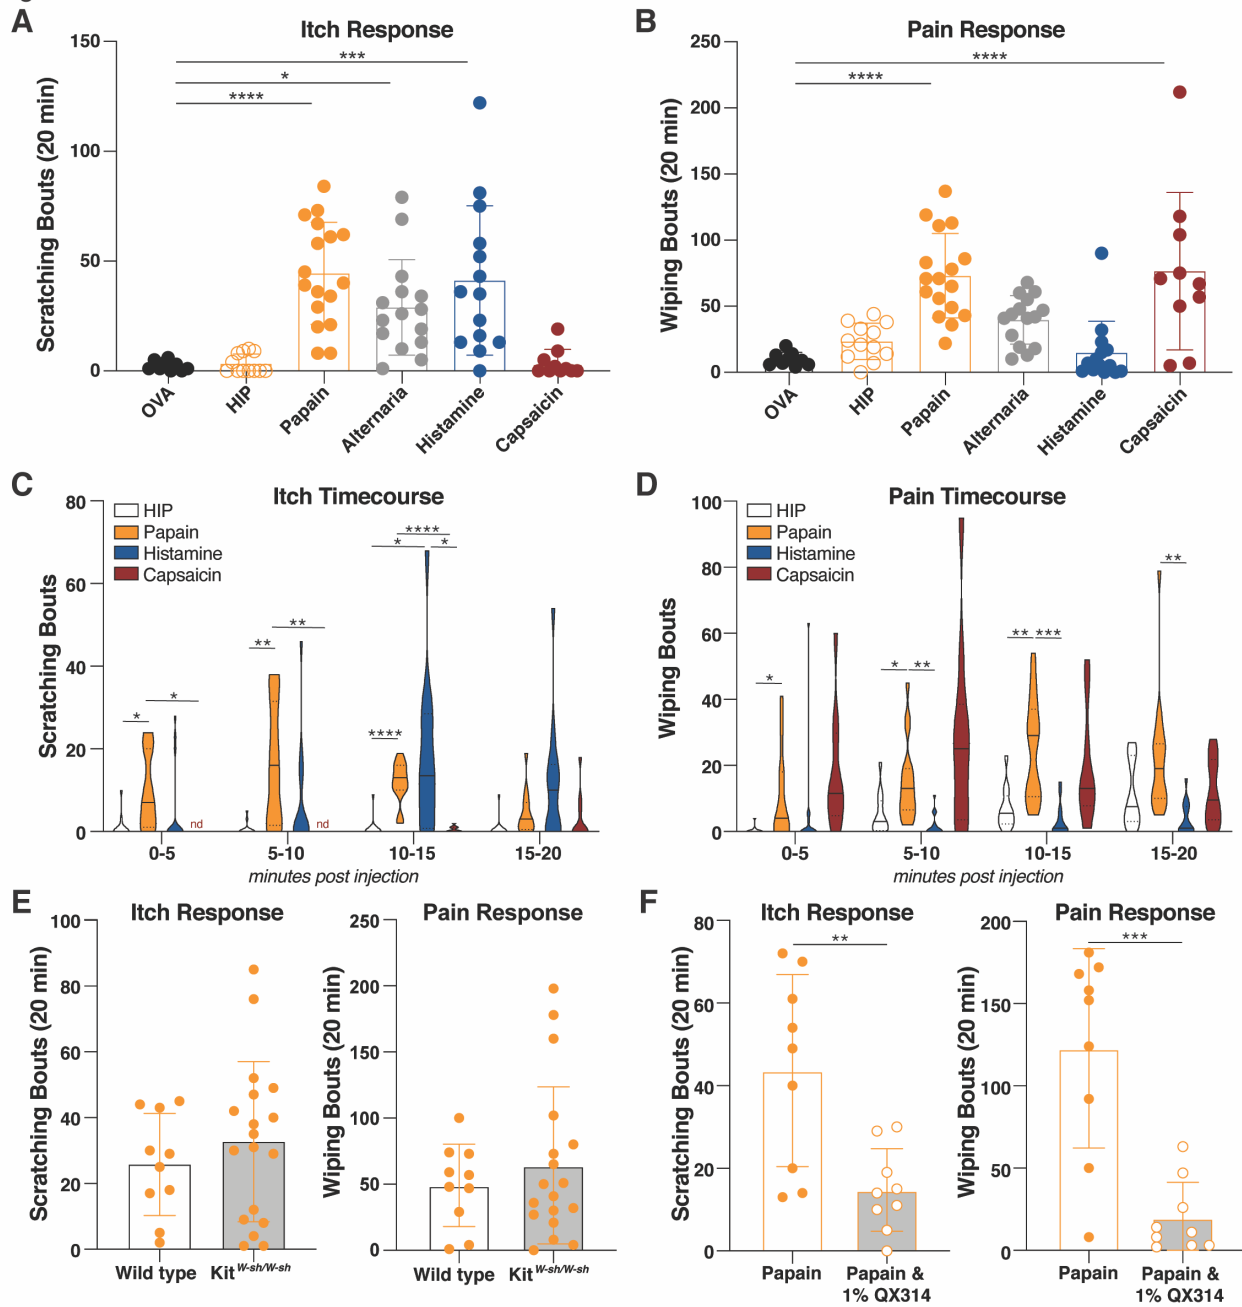 A
Itch Response
Scratching Bouts (20 min)
150
100
50
0
***
*
****
OVA
HIP
Papain
Alternaria
Histamine
Capsaicin
B
Pain Response
Wiping Bouts (20 min)
250
200
150
100
50
0
****
****
OVA
HIP
Papain
Alternaria
Histamine
Capsaicin
C
Itch Timecourse
Scratching Bouts
80
60
40
20
0
HIP
Papain
Histamine
Capsaicin
*
*
nd
**
**
nd
****
*
*
****
0-5
5-10
10-15
15-20
minutes post injection
D
Pain Timecourse
Wiping Bouts
100
80
60
40
20
0
HIP
Papain
Histamine
Capsaicin
*
*
**
**
***
**
0-5
5-10
10-15
15-20
minutes post injection
E
Itch Response
Scratching Bouts (20 min)
100
80
60
40
20
0
Wild type
Kit W-sh/W-sh
Pain Response
Wiping Bouts (20 min)
250
200
150
100
50
0
Wild type
Kit W-sh/W-sh
F
Itch Response
Scratching Bouts (20 min)
80
60
40
20
0
**
Papain
Papain &
1% QX314
Pain Response
Wiping Bouts (20 min)
200
150
100
50
0
***
Papain
Papain &
1% QX314